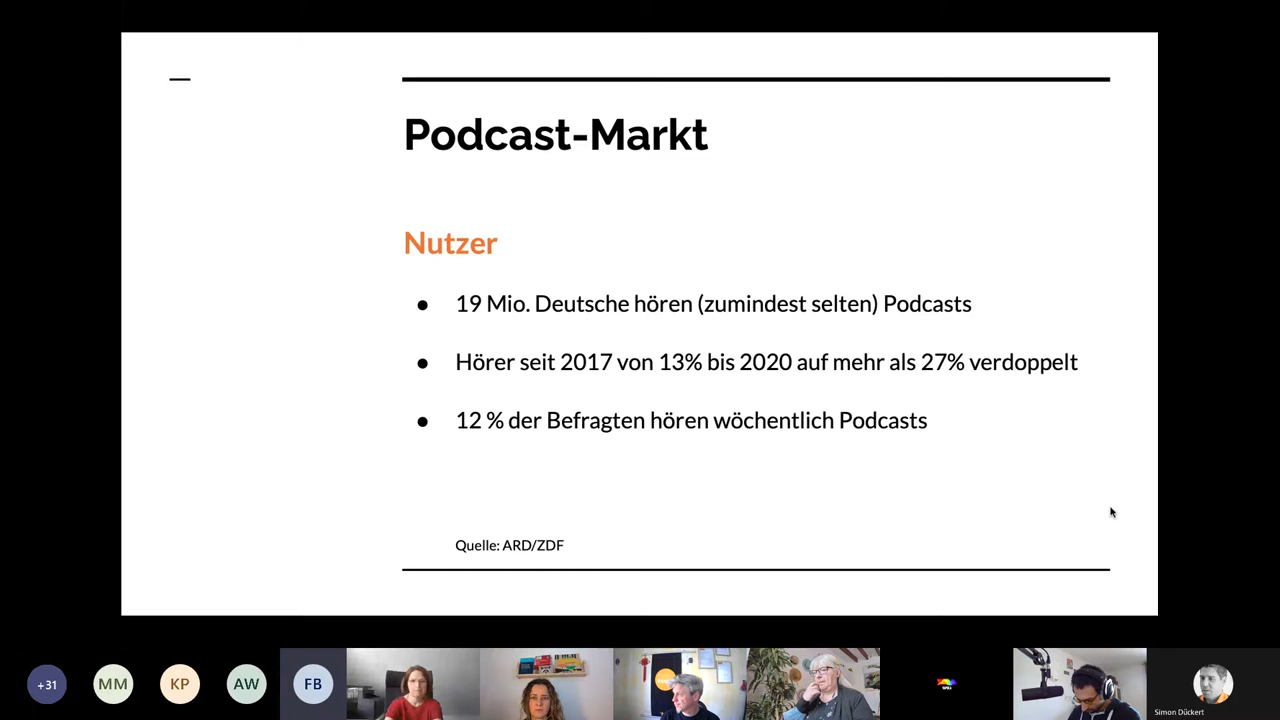 Podcast-Markt
Nutzer
● 19 Mio. Deutsche hören (zumindest selten) Podcasts
● Hörer seit 2017 von 13% bis 2020 auf mehr als 27% verdoppelt
● 12 % der Befragten hören wöchentlich Podcasts
Quelle: ARD/ZDF
+31
MM
KP
AW
FB
Simon Dückert